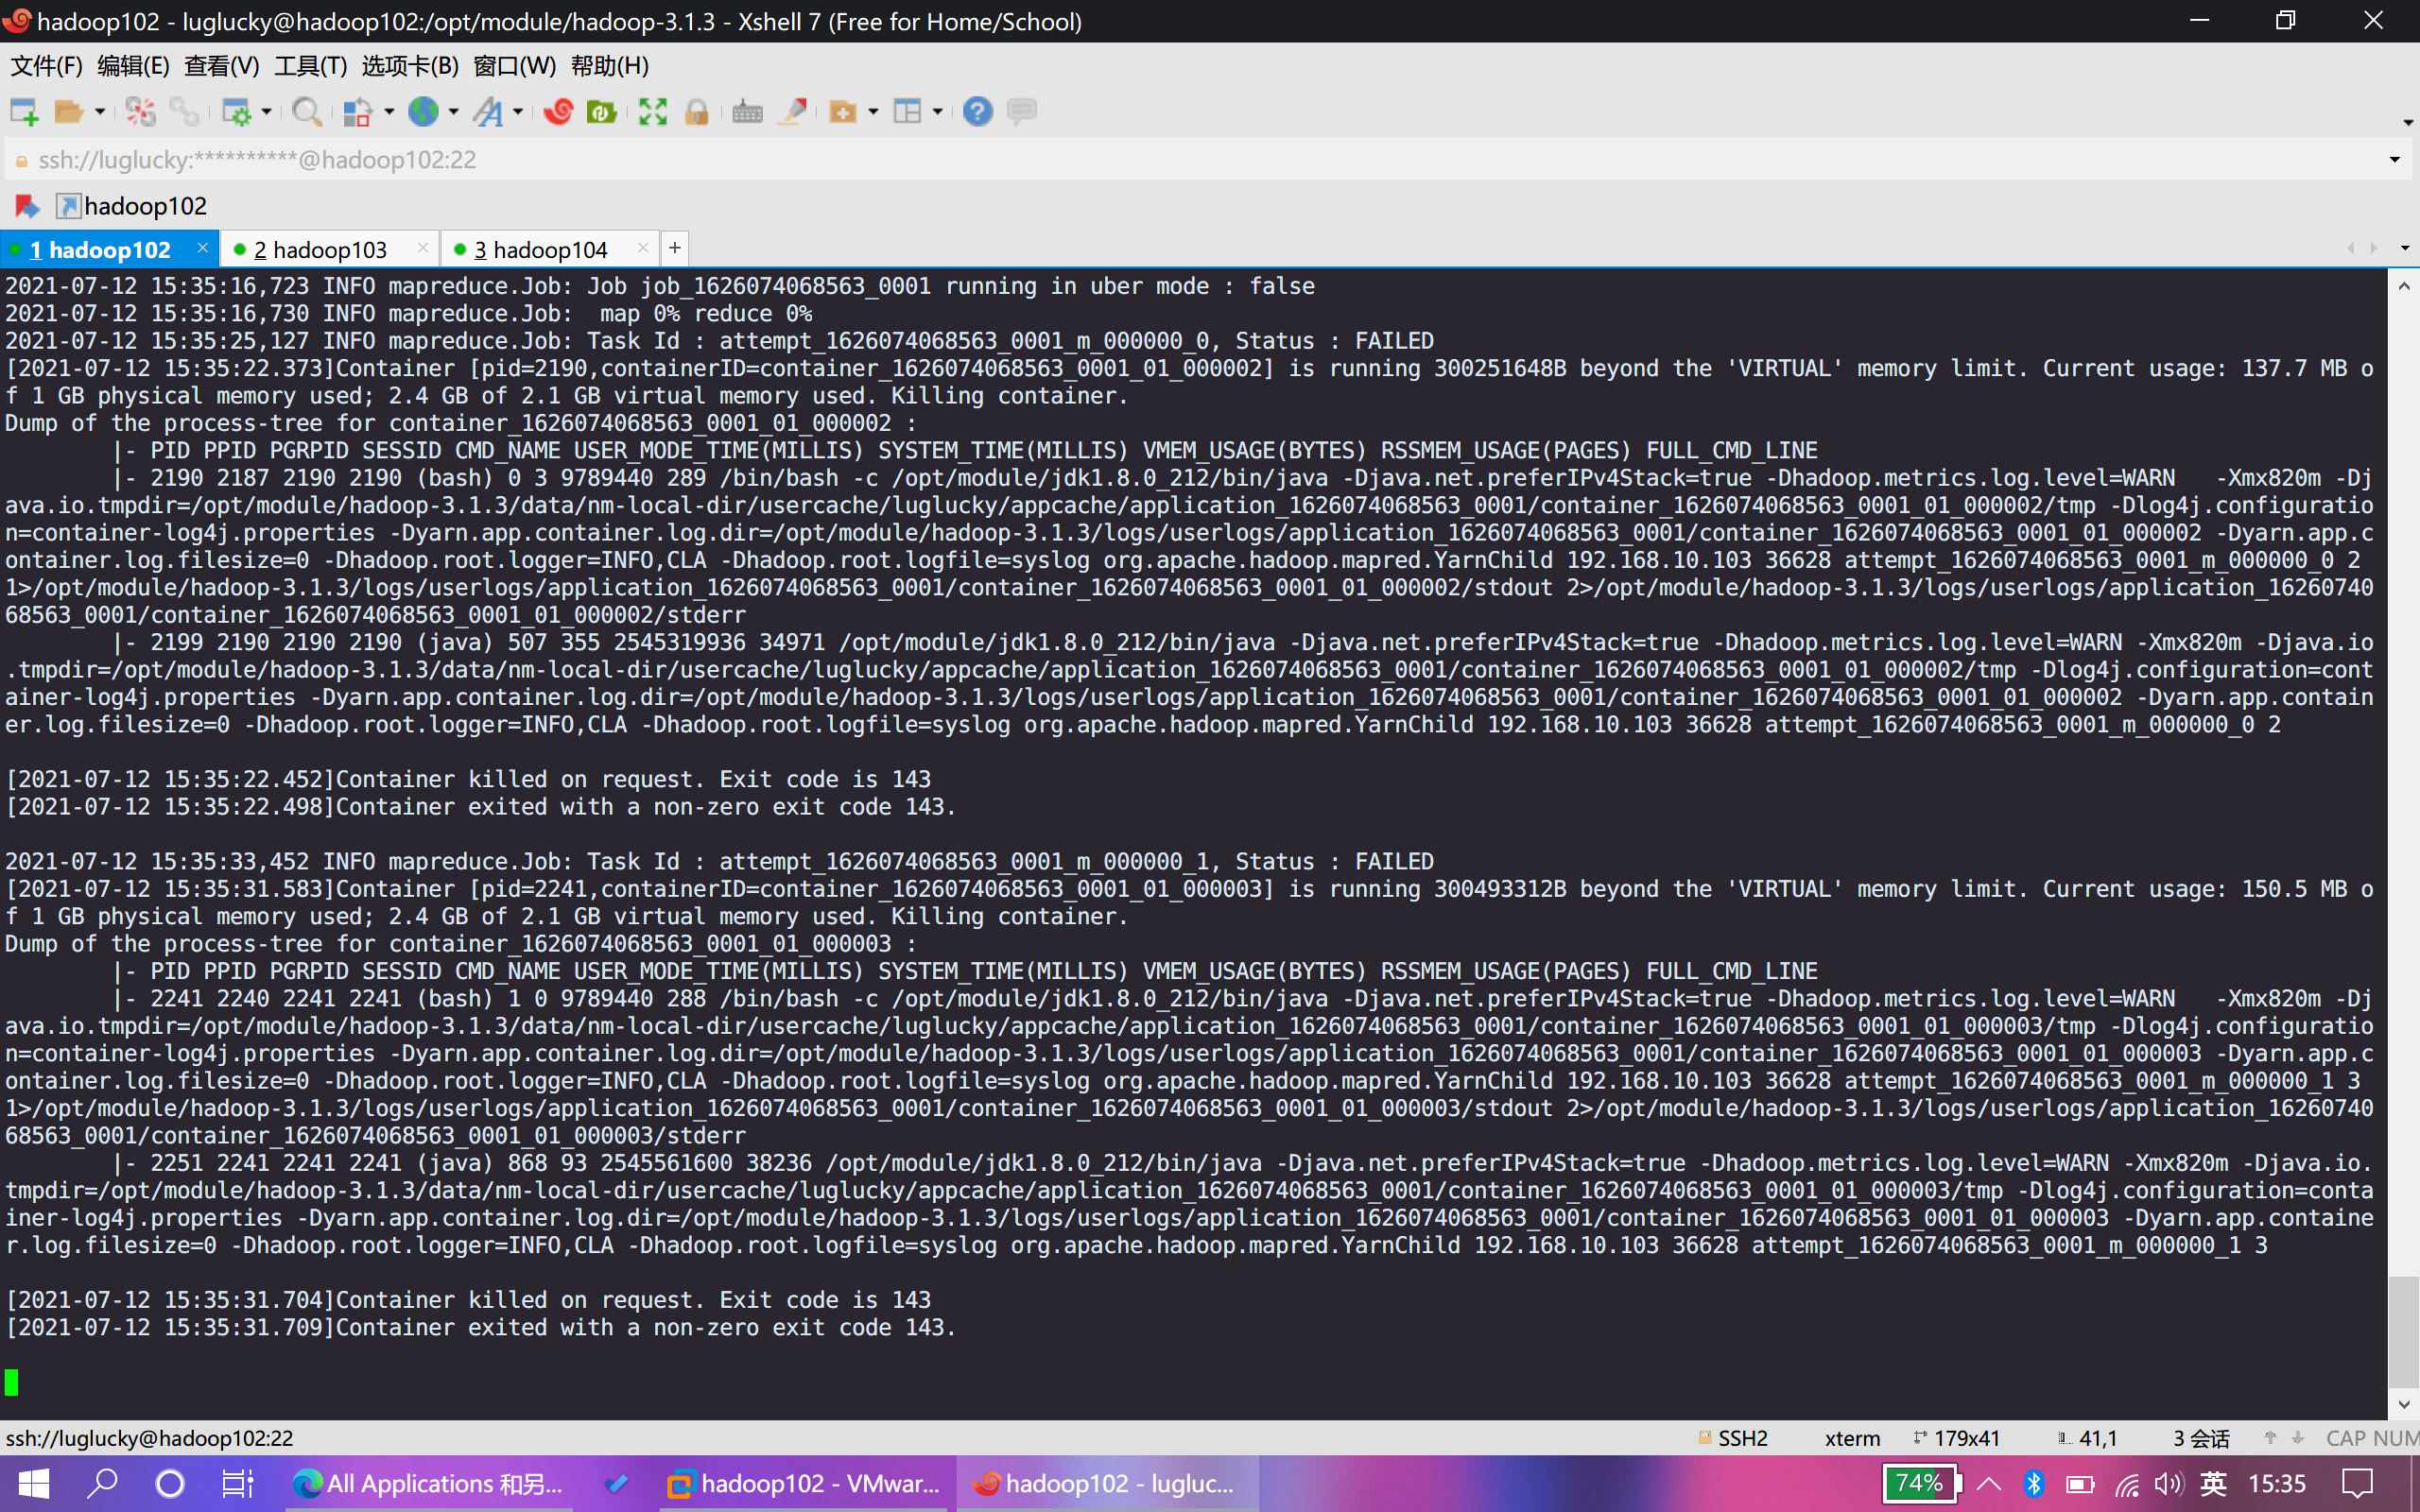 hadoop102 - luglucky@hadoop102:/opt/module/hadoop-3.1.3 - Xshell 7 (Free for Home/School)
文件(F) 编辑(E) 查看(V) 工具(T) 选项卡(B) 窗口(W) 帮助(H)
ssh://luglucky:**********@hadoop102:22
hadoop102
1 hadoop102 × 2 hadoop103 × 3 hadoop104 × +
2021-07-12 15:35:16,723 INFO mapreduce.Job: Job job_1626074068563_0001 running in uber mode : false
2021-07-12 15:35:16,730 INFO mapreduce.Job:  map 0% reduce 0%
2021-07-12 15:35:25,127 INFO mapreduce.Job: Task Id : attempt_1626074068563_0001_m_000000_0, Status : FAILED
[2021-07-12 15:35:22.373]Container [pid=2190,containerID=container_1626074068563_0001_01_000002] is running 300251648B beyond the 'VIRTUAL' memory limit. Current usage: 137.7 MB o
f 1 GB physical memory used; 2.4 GB of 2.1 GB virtual memory used. Killing container.
Dump of the process-tree for container_1626074068563_0001_01_000002 :
|- PID PPID PGRPID SESSID CMD_NAME USER_MODE_TIME(MILLIS) SYSTEM_TIME(MILLIS) VMEM_USAGE(BYTES) RSSMEM_USAGE(PAGES) FULL_CMD_LINE
|- 2190 2187 2190 2190 (bash) 0 3 9789440 289 /bin/bash -c /opt/module/jdk1.8.0_212/bin/java -Djava.net.preferIPv4Stack=true -Dhadoop.metrics.log.level=WARN   -Xmx820m -Dj
ava.io.tmpdir=/opt/module/hadoop-3.1.3/data/nm-local-dir/usercache/luglucky/appcache/application_1626074068563_0001/container_1626074068563_0001_01_000002/tmp -Dlog4j.configuratio
n=container-log4j.properties -Dyarn.app.container.log.dir=/opt/module/hadoop-3.1.3/logs/userlogs/application_1626074068563_0001/container_1626074068563_0001_01_000002 -Dyarn.app.c
ontainer.log.filesize=0 -Dhadoop.root.logger=INFO,CLA -Dhadoop.root.logfile=syslog org.apache.hadoop.mapred.YarnChild 192.168.10.103 36628 attempt_1626074068563_0001_m_000000_0 2
1>/opt/module/hadoop-3.1.3/logs/userlogs/application_1626074068563_0001/container_1626074068563_0001_01_000002/stdout 2>/opt/module/hadoop-3.1.3/logs/userlogs/application_16260740
68563_0001/container_1626074068563_0001_01_000002/stderr
|- 2199 2190 2190 2190 (java) 507 355 2545319936 34971 /opt/module/jdk1.8.0_212/bin/java -Djava.net.preferIPv4Stack=true -Dhadoop.metrics.log.level=WARN -Xmx820m -Djava.io
.tmpdir=/opt/module/hadoop-3.1.3/data/nm-local-dir/usercache/luglucky/appcache/application_1626074068563_0001/container_1626074068563_0001_01_000002/tmp -Dlog4j.configuration=cont
ainer-log4j.properties -Dyarn.app.container.log.dir=/opt/module/hadoop-3.1.3/logs/userlogs/application_1626074068563_0001/container_1626074068563_0001_01_000002 -Dyarn.app.contain
er.log.filesize=0 -Dhadoop.root.logger=INFO,CLA -Dhadoop.root.logfile=syslog org.apache.hadoop.mapred.YarnChild 192.168.10.103 36628 attempt_1626074068563_0001_m_000000_0 2
[2021-07-12 15:35:22.452]Container killed on request. Exit code is 143
[2021-07-12 15:35:22.498]Container exited with a non-zero exit code 143.
2021-07-12 15:35:33,452 INFO mapreduce.Job: Task Id : attempt_1626074068563_0001_m_000000_1, Status : FAILED
[2021-07-12 15:35:31.583]Container [pid=2241,containerID=container_1626074068563_0001_01_000003] is running 300493312B beyond the 'VIRTUAL' memory limit. Current usage: 150.5 MB o
f 1 GB physical memory used; 2.4 GB of 2.1 GB virtual memory used. Killing container.
Dump of the process-tree for container_1626074068563_0001_01_000003 :
|- PID PPID PGRPID SESSID CMD_NAME USER_MODE_TIME(MILLIS) SYSTEM_TIME(MILLIS) VMEM_USAGE(BYTES) RSSMEM_USAGE(PAGES) FULL_CMD_LINE
|- 2241 2240 2241 2241 (bash) 1 0 9789440 288 /bin/bash -c /opt/module/jdk1.8.0_212/bin/java -Djava.net.preferIPv4Stack=true -Dhadoop.metrics.log.level=WARN   -Xmx820m -Dj
ava.io.tmpdir=/opt/module/hadoop-3.1.3/data/nm-local-dir/usercache/luglucky/appcache/application_1626074068563_0001/container_1626074068563_0001_01_000003/tmp -Dlog4j.configuratio
n=container-log4j.properties -Dyarn.app.container.log.dir=/opt/module/hadoop-3.1.3/logs/userlogs/application_1626074068563_0001/container_1626074068563_0001_01_000003 -Dyarn.app.c
ontainer.log.filesize=0 -Dhadoop.root.logger=INFO,CLA -Dhadoop.root.logfile=syslog org.apache.hadoop.mapred.YarnChild 192.168.10.103 36628 attempt_1626074068563_0001_m_000000_1 3
1>/opt/module/hadoop-3.1.3/logs/userlogs/application_1626074068563_0001/container_1626074068563_0001_01_000003/stdout 2>/opt/module/hadoop-3.1.3/logs/userlogs/application_16260740
68563_0001/container_1626074068563_0001_01_000003/stderr
|- 2251 2241 2241 2241 (java) 868 93 2545561600 38236 /opt/module/jdk1.8.0_212/bin/java -Djava.net.preferIPv4Stack=true -Dhadoop.metrics.log.level=WARN -Xmx820m -Djava.io.
tmpdir=/opt/module/hadoop-3.1.3/data/nm-local-dir/usercache/luglucky/appcache/application_1626074068563_0001/container_1626074068563_0001_01_000003/tmp -Dlog4j.configuration=conta
iner-log4j.properties -Dyarn.app.container.log.dir=/opt/module/hadoop-3.1.3/logs/userlogs/application_1626074068563_0001/container_1626074068563_0001_01_000003 -Dyarn.app.containe
r.log.filesize=0 -Dhadoop.root.logger=INFO,CLA -Dhadoop.root.logfile=syslog org.apache.hadoop.mapred.YarnChild 192.168.10.103 36628 attempt_1626074068563_0001_m_000000_1 3
[2021-07-12 15:35:31.704]Container killed on request. Exit code is 143
[2021-07-12 15:35:31.709]Container exited with a non-zero exit code 143.
ssh://luglucky@hadoop102:22 SSH2 xterm 179x41 41,1 3 会话 CAP NUM
All Applications 和另... hadoop102 - VMwar... hadoop102 - lugluc... 74% 英 15:35